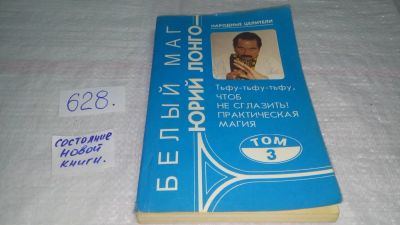 628.
СОСТОЯНИЕ
НОВОЙ
КНИГИ.
БЕЛЫЙ МАГ
ЮРИЙ ЛОНГО
НАРОДНЫЕ ЦЕЛИТЕЛИ
Тьфу-тьфу-тьфу,
ЧТОБ
НЕ СГЛАЗИТЬ!
ПРАКТИЧЕСКАЯ
МАГИЯ
ТОМ
3